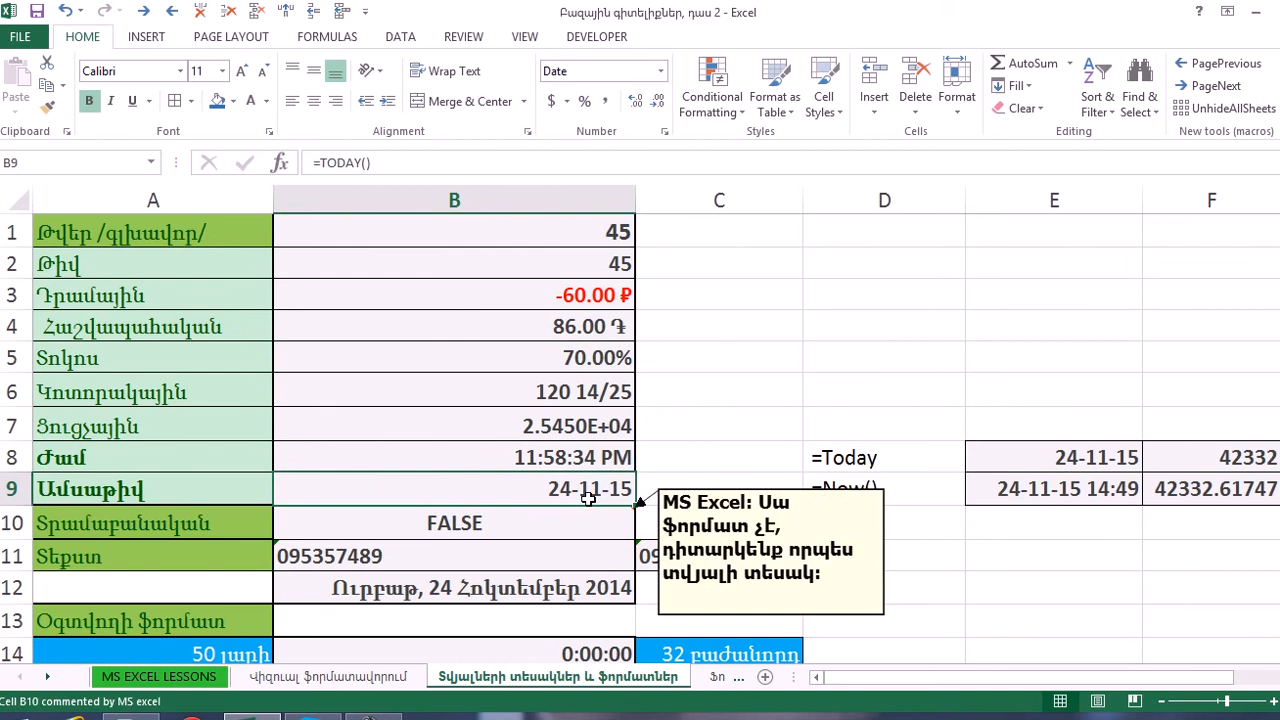 Բազային գիտելիքներ, դաս 2 - Excel
FILE HOME INSERT PAGE LAYOUT FORMULAS DATA REVIEW VIEW DEVELOPER
Calibri 11 Wrap Text Date AutoSum PagePrevious
Paste Conditional Format as Cell Insert Delete Format Fill Sort & Find & PageNext
B I U Merge & Center $ % Formatting Table Styles Clear Filter Select UnhideAllSheets
Clipboard Font Alignment Number Styles Cells Editing New tools (macros)
B9 fx =TODAY()
A B C D E F
1 Թվեր /գլխավոր/ 45
2 Թիվ 45
3 Դրամային -60.00 ₽
4 Հաշվապահական 86.00 ֏
5 Տոկոս 70.00%
6 Կոտորակային 120 14/25
7 Ցուցչային 2.5450E+04
8 Ժամ 11:58:34 PM =Today 24-11-15 42332
9 Ամսաթիվ 24-11-15 =Now() 24-11-15 14:49 42332.61747
MS Excel: Սա
ֆորմատ չէ,
դիտարկենք որպես
տվյալի տեսակ:
10 Տրամաբանական FALSE
11 Տեքստ 095357489 09
12 Ուրբաթ, 24 Հոկտեմբեր 2014
13 Օգտվողի ֆորմատ
14 50 յարի 0:00:00 32 բաժանորդ
MS EXCEL LESSONS Վիզուալ ֆորմատավորում Տվյալների տեսակներ և ֆորմատներ Ֆո ...
Cell B10 commented by MS excel